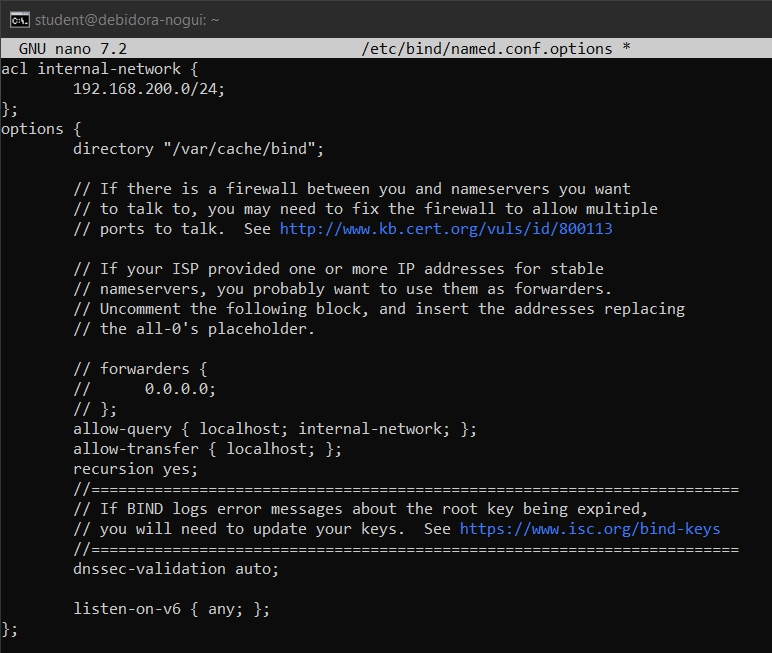 student@debidora-nogui: ~
GNU nano 7.2 /etc/bind/named.conf.options *
acl internal-network {
        192.168.200.0/24;
};
options {
        directory "/var/cache/bind";

        // If there is a firewall between you and nameservers you want
        // to talk to, you may need to fix the firewall to allow multiple
        // ports to talk.  See http://www.kb.cert.org/vuls/id/800113

        // If your ISP provided one or more IP addresses for stable
        // nameservers, you probably want to use them as forwarders.
        // Uncomment the following block, and insert the addresses replacing
        // the all-0's placeholder.

        // forwarders {
        //      0.0.0.0;
        // };
        allow-query { localhost; internal-network; };
        allow-transfer { localhost; };
        recursion yes;
        //========================================================================
        // If BIND logs error messages about the root key being expired,
        // you will need to update your keys.  See https://www.isc.org/bind-keys
        //========================================================================
        dnssec-validation auto;

        listen-on-v6 { any; };
};